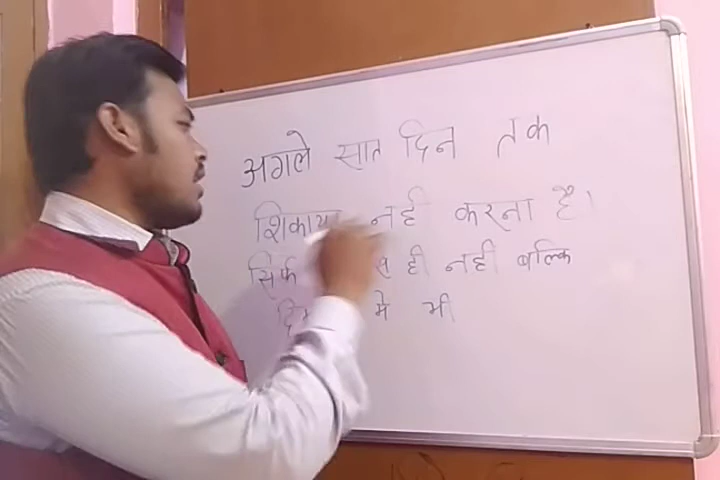 अगले सात दिन तक
नही करना है।
सिर्फ ही नही बल्कि
मे भी